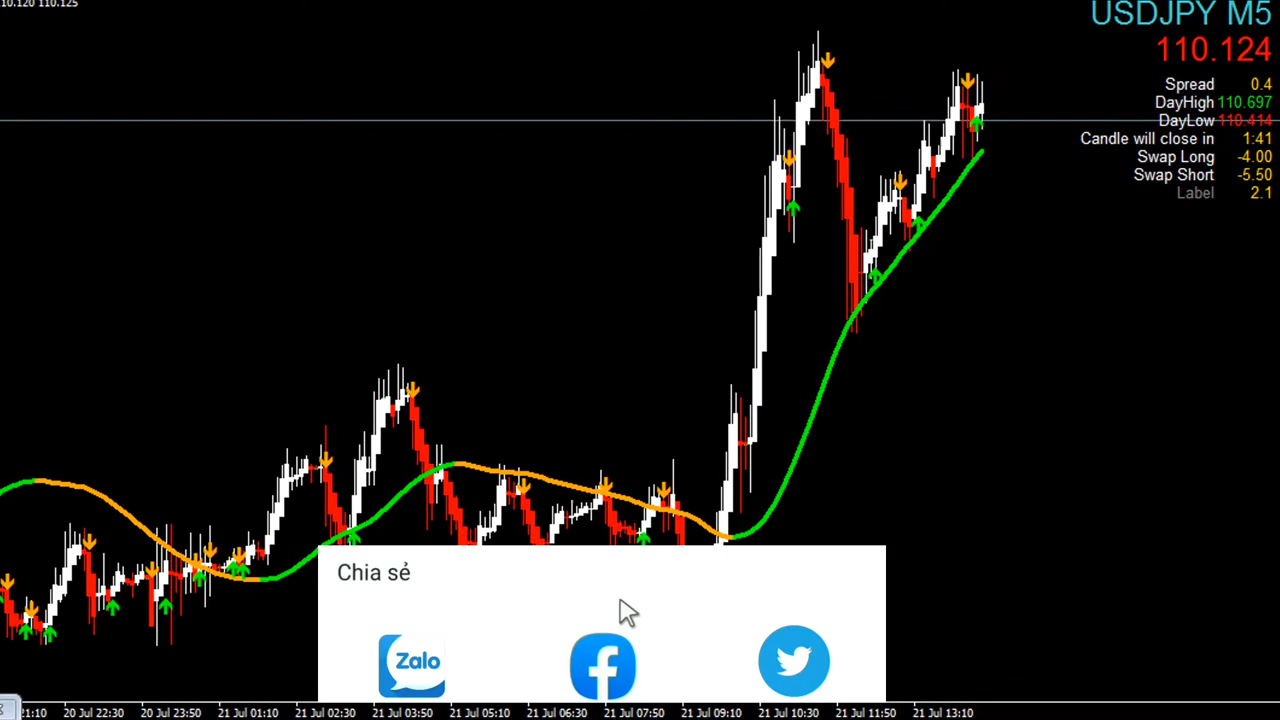 110.120 110.125
USDJPY M5
110.124
Spread 0.4
DayHigh 110.697
DayLow 110.414
Candle will close in 1:41
Swap Long -4.00
Swap Short -5.50
Label 2.1
Chia sẻ
Zalo
20 Jul 22:30 20 Jul 23:50 21 Jul 01:10 21 Jul 02:30 21 Jul 03:50 21 Jul 05:10 21 Jul 06:30 21 Jul 07:50 21 Jul 09:10 21 Jul 10:30 21 Jul 11:50 21 Jul 13:10